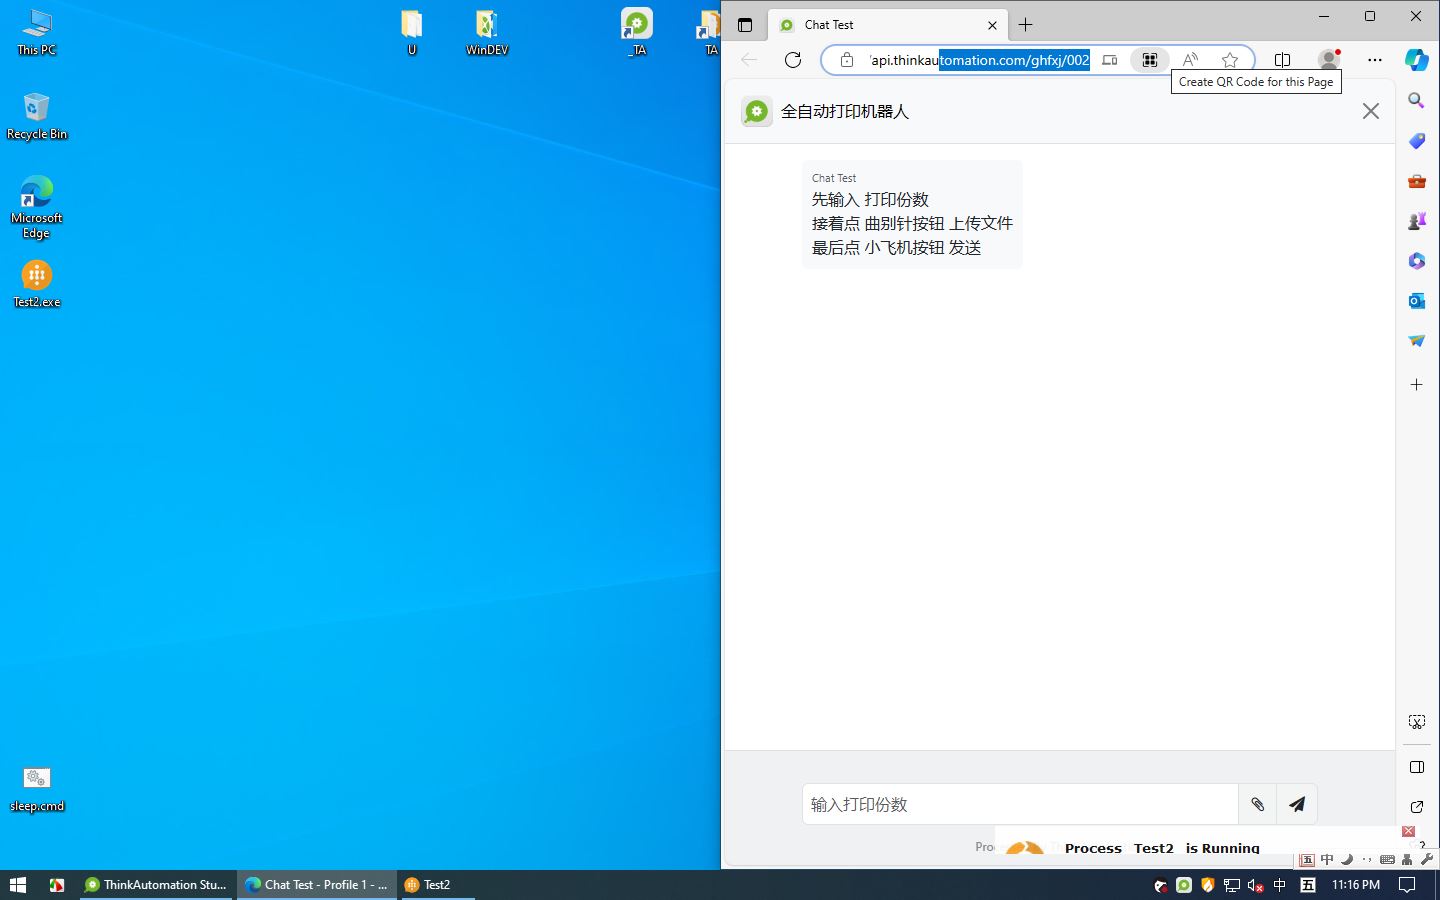 This PC
U
WinDEV
_TA
TA
Recycle Bin
Microsoft
Edge
Test2.exe
sleep.cmd
Chat Test
/api.thinkautomation.com/ghfxj/002
Create QR Code for this Page
全自动打印机器人
Chat Test
先输入 打印份数
接着点 曲别针按钮 上传文件
最后点 小飞机按钮 发送
输入打印份数
Process Test2 is Running
五 中
ThinkAutomation Stu...
Chat Test - Profile 1 - ...
Test2
中
五
11:16 PM